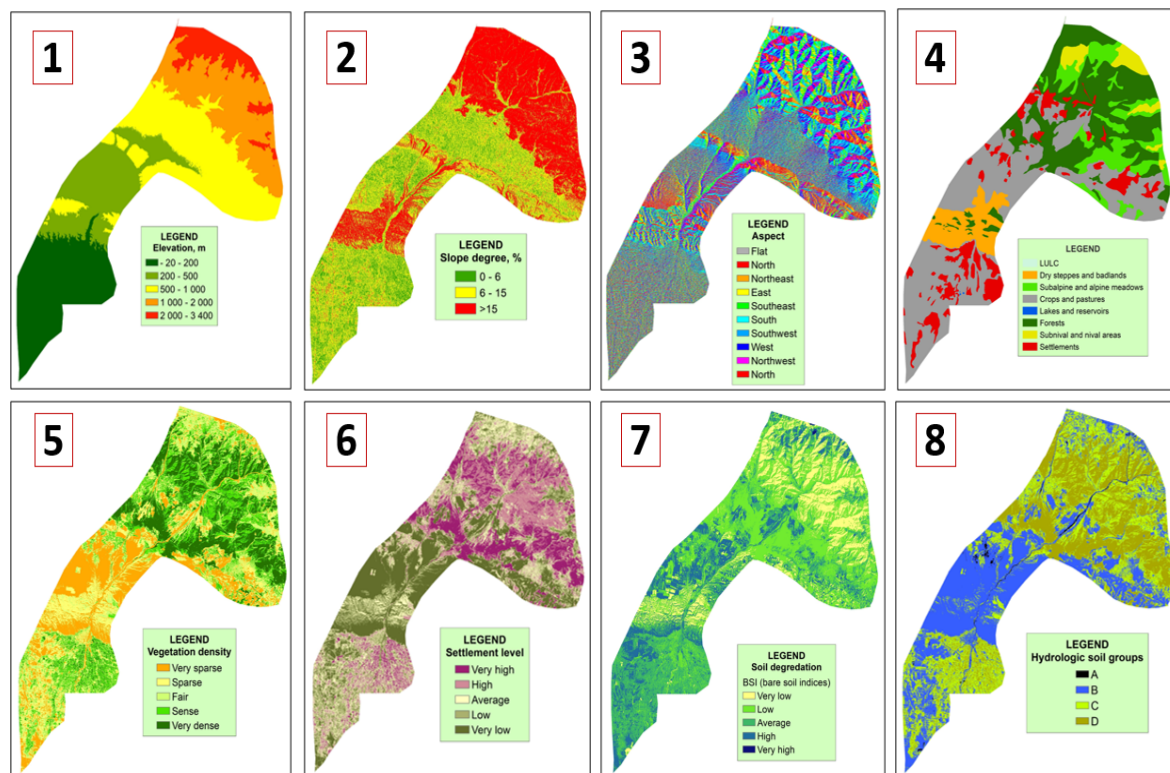 1
LEGEND
Elevation, m
- 20 - 200
200 - 500
500 - 1 000
1 000 - 2 000
2 000 - 3 400
2
LEGEND
Slope degree, %
0 - 6
6 - 15
>15
3
LEGEND
Aspect
Flat
North
Northeast
East
Southeast
South
Southwest
West
Northwest
North
4
LEGEND
LULC
Dry steppes and badlands
Subalpine and alpine meadows
Crops and pastures
Lakes and reservoirs
Forests
Subnival and nival areas
Settlements
5
LEGEND
Vegetation density
Very sparse
Sparse
Fair
Sense
Very dense
6
LEGEND
Settlement level
Very high
High
Average
Low
Very low
7
LEGEND
Soil degredation
BSI (bare soil indices)
Very low
Low
Average
High
Very high
8
LEGEND
Hydrologic soil groups
A
B
C
D